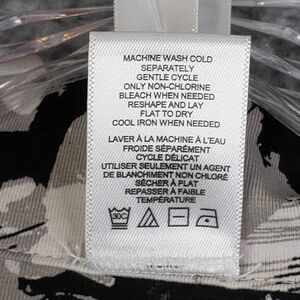 MACHINE WASH COLD
SEPARATELY
GENTLE CYCLE
ONLY NON-CHLORINE
BLEACH WHEN NEEDED
RESHAPE AND LAY
FLAT TO DRY
COOL IRON WHEN NEEDED
LAVER À LA MACHINE À L'EAU
FROIDE SÉPARÉMENT
CYCLE DÉLICAT
UTILISER SEULEMENT UN AGENT
DE BLANCHIMENT NON CHLORÉ
SÉCHER À PLAT
REPASSER À FAIBLE
TEMPÉRATURE
30C